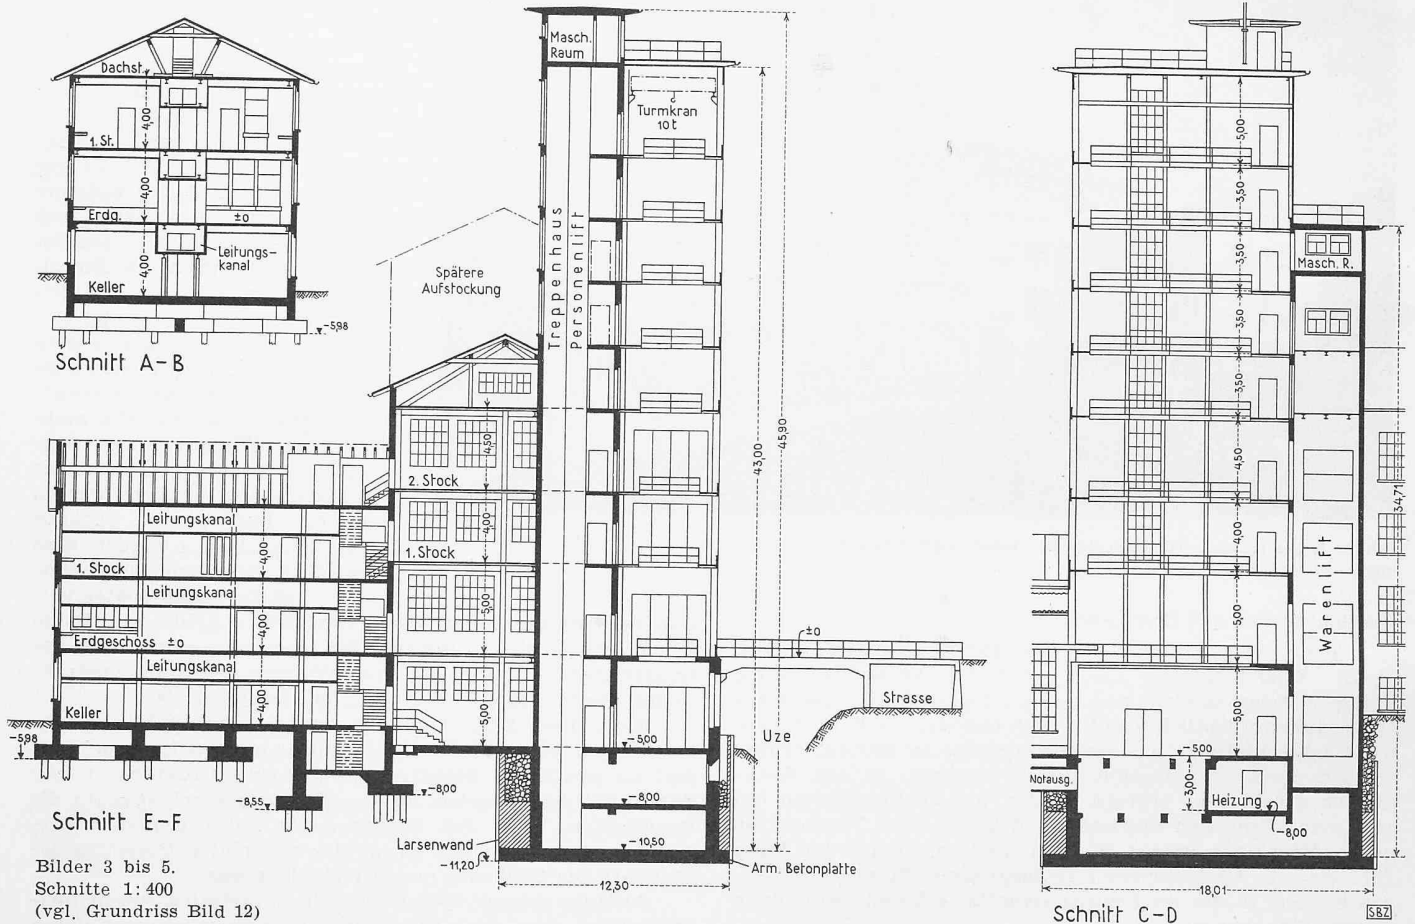 Dachst.
4,00
1. St.
4,00
Erdg.
±0
Leitungs-
kanal
4,00
Keller
-5,98
Schnitt A-B
Masch.
Raum
Turmkran
10t
Treppenhaus
Personenlift
Spätere
Aufstockung
43,00
45,90
4,50
2. Stock
4,00
1. Stock
5,00
5,00
Leitungskanal
4,00
1. Stock
Leitungskanal
4,00
Erdgeschoss ±0
Leitungskanal
4,00
Keller
-5,98
-8,55
-8,00
Schnitt E-F
±0
Strasse
Uze
-5,00
-8,00
-10,50
Larsenwand
-11,20
Arm. Betonplatte
12,30
5,00
3,50
3,50
3,50
3,50
4,50
4,00
5,00
5,00
Masch. R.
Warenlift
34,71
-5,00
3,00
Notausg.
Heizung
-8,00
18,01
Schnitt C-D
SBZ
Bilder 3 bis 5.
Schnitte 1:400
(vgl. Grundriss Bild 12)